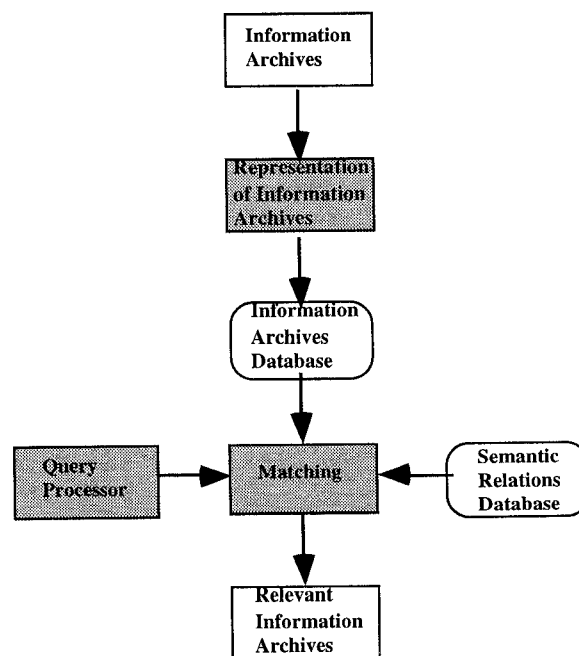 Information
Archives
Representation
of Information
Archives
Information
Archives
Database
Query
Processor
Matching
Semantic
Relations
Database
Relevant
Information
Archives